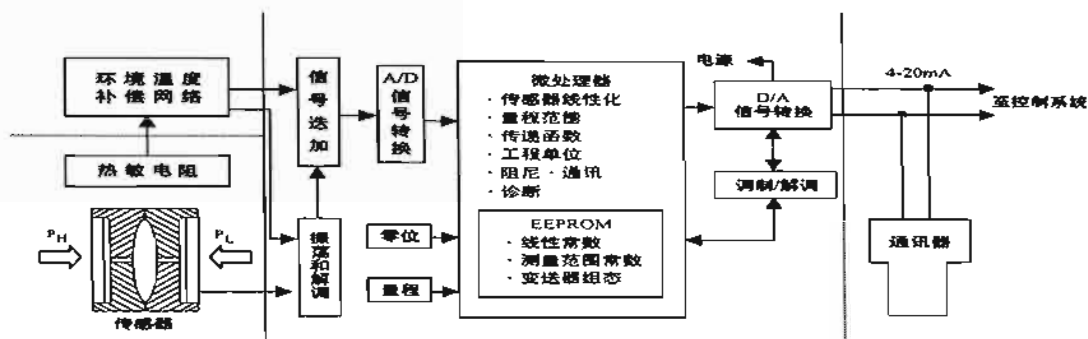 环境温度
补偿网络
热敏电阻
P_H
P_L
传感器
信号迭加
振荡和解调
A/D
信号转换
零位
量程
微处理器
·传感器线性化
·量程范围
·传递函数
·工程单位
·阻尼·通讯
·诊断
EEPROM
·线性常数
·测量范围常数
·变送器组态
电源
D/A
信号转换
调制/解调
4-20mA
至控制系统
通讯器